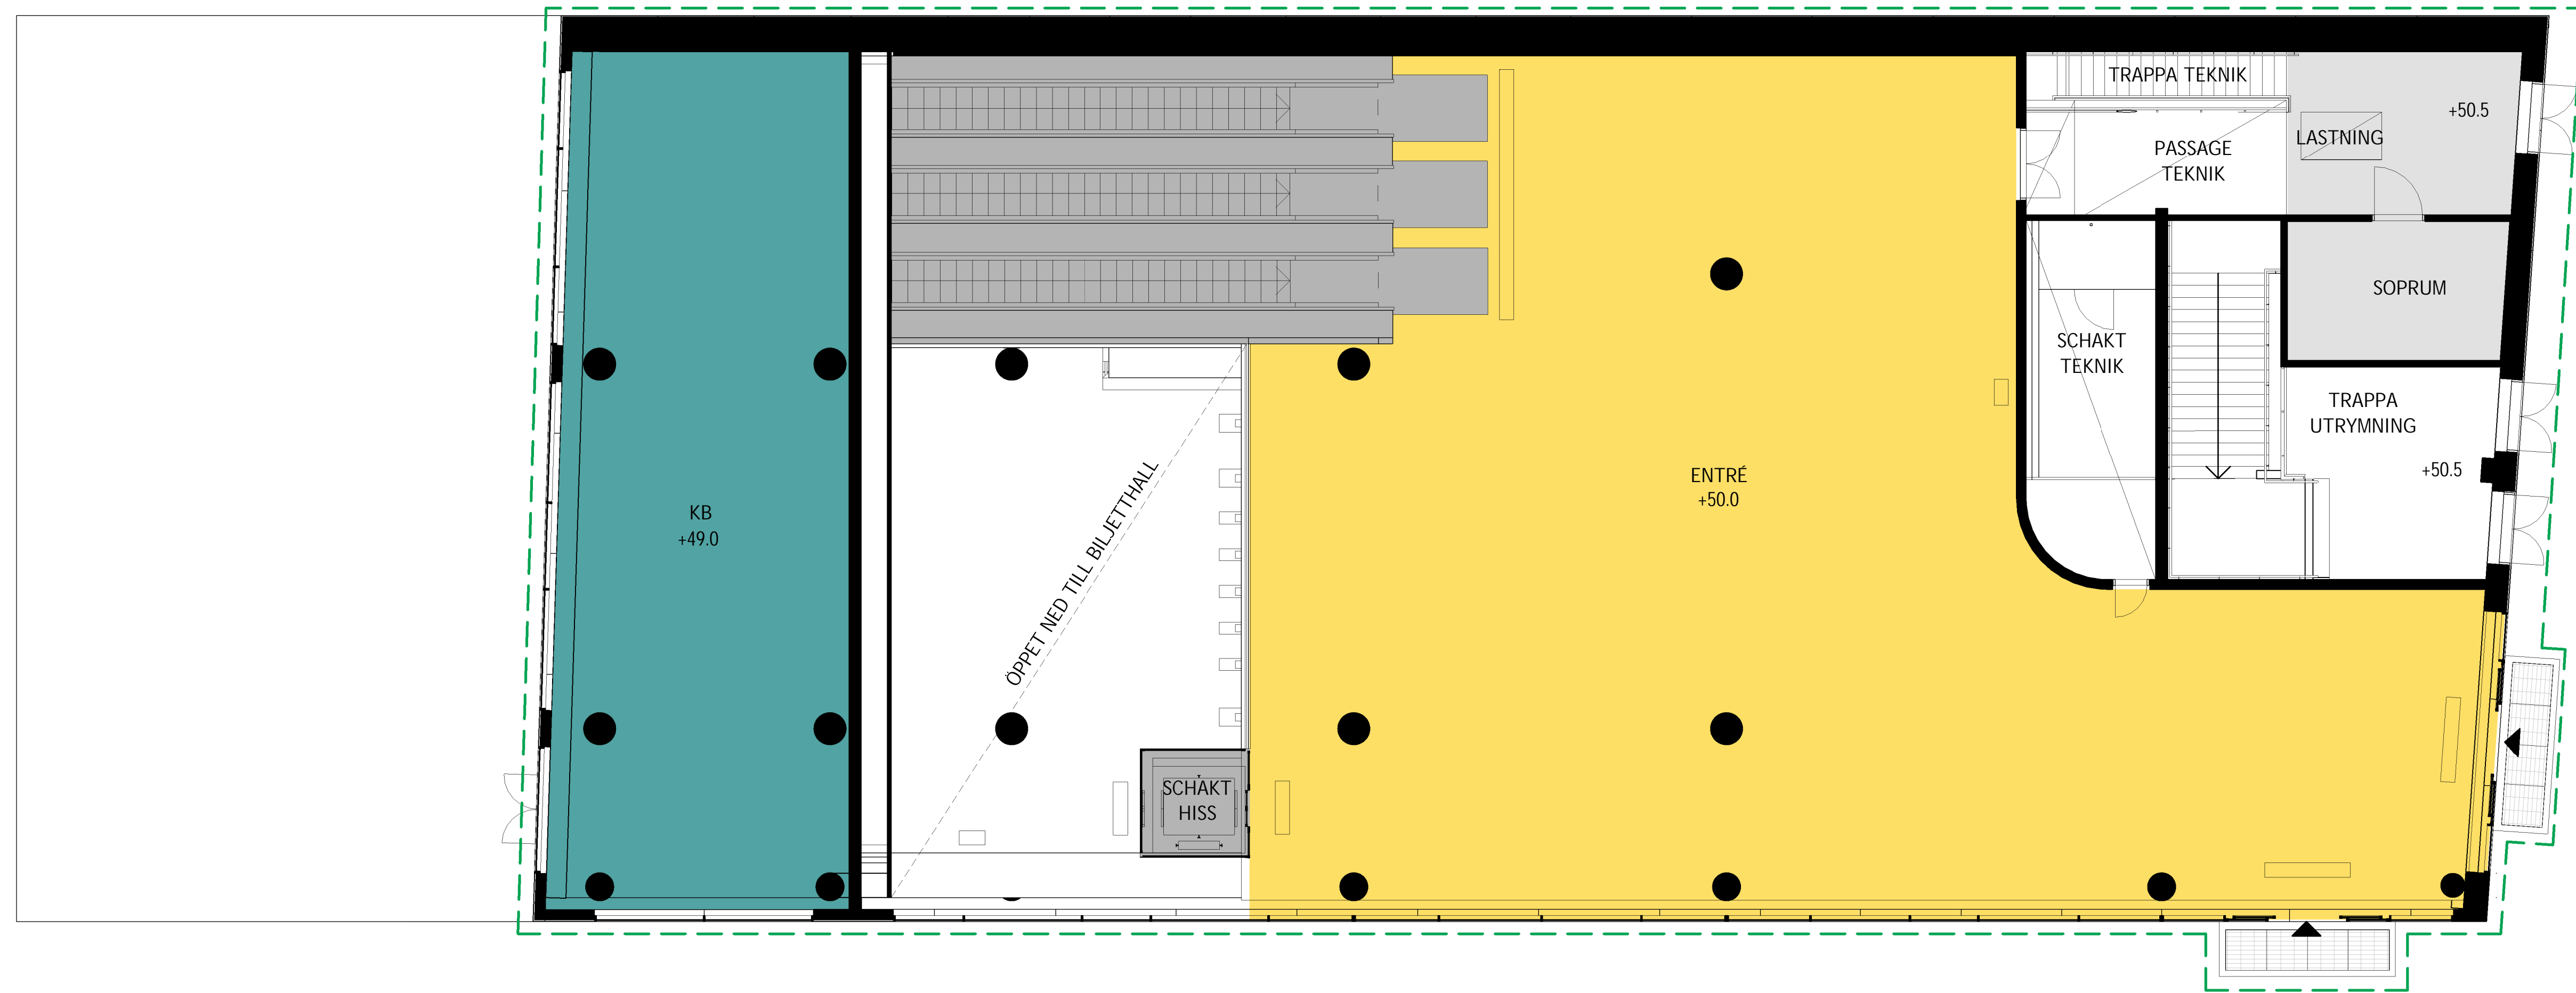 TRAPPA TEKNIK
+50.5
LASTNING
PASSAGE
TEKNIK
SOPRUM
SCHAKT
TEKNIK
TRAPPA
UTRYMNING
+50.5
ENTRÉ
+50.0
KB
+49.0
ÖPPET NED TILL BILJETTHALL
SCHAKT
HISS